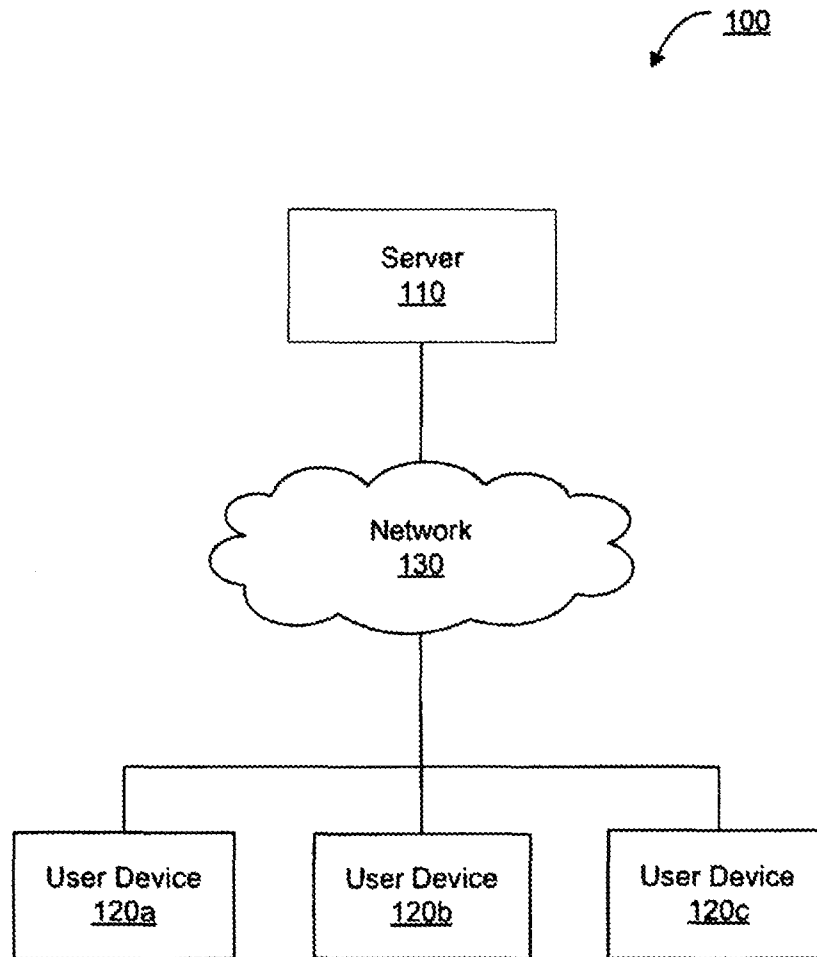 100
Server
110
Network
130
User Device
120a
User Device
120b
User Device
120c